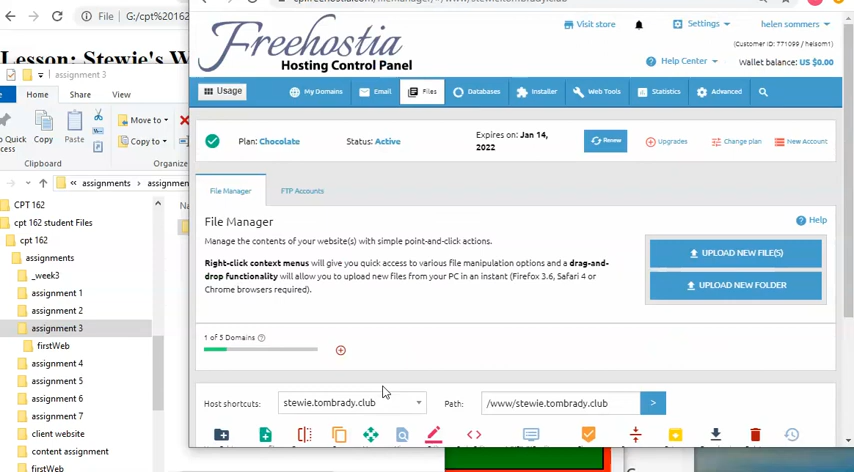 File | G:/cpt%20162
Lesson: Stewie's W
assignment 3
Home Share View
Quick
ccess
Copy
Paste
Move to
Copy to
Clipboard
Organize
assignments › assignmen
CPT 162
cpt 162 student Files
cpt 162
assignments
_week3
assignment 1
assignment 2
assignment 3
firstWeb
assignment 4
assignment 5
assignment 6
assignment 7
client website
content assignment
firstWeb
Freehostia
Hosting Control Panel
Visit store
Settings
helen sommers
(Customer ID: 771099 / helsom1)
Help Center
Wallet balance: US $0.00
Usage
My Domains
Email
Files
Databases
Installer
Web Tools
Statistics
Advanced
Plan: Chocolate
Status: Active
Expires on: Jan 14,
2022
Renew
Upgrades
Change plan
New Account
File Manager
FTP Accounts
File Manager
Help
Manage the contents of your website(s) with simple point-and-click actions.
Right-click context menus will give you quick access to various file manipulation options and a drag-and-
drop functionality will allow you to upload new files from your PC in an instant (Firefox 3.6, Safari 4 or
Chrome browsers required).
UPLOAD NEW FILE(S)
UPLOAD NEW FOLDER
1 of 5 Domains
Host shortcuts:
stewie.tombrady.club
Path:
/www/stewie.tombrady.club
>